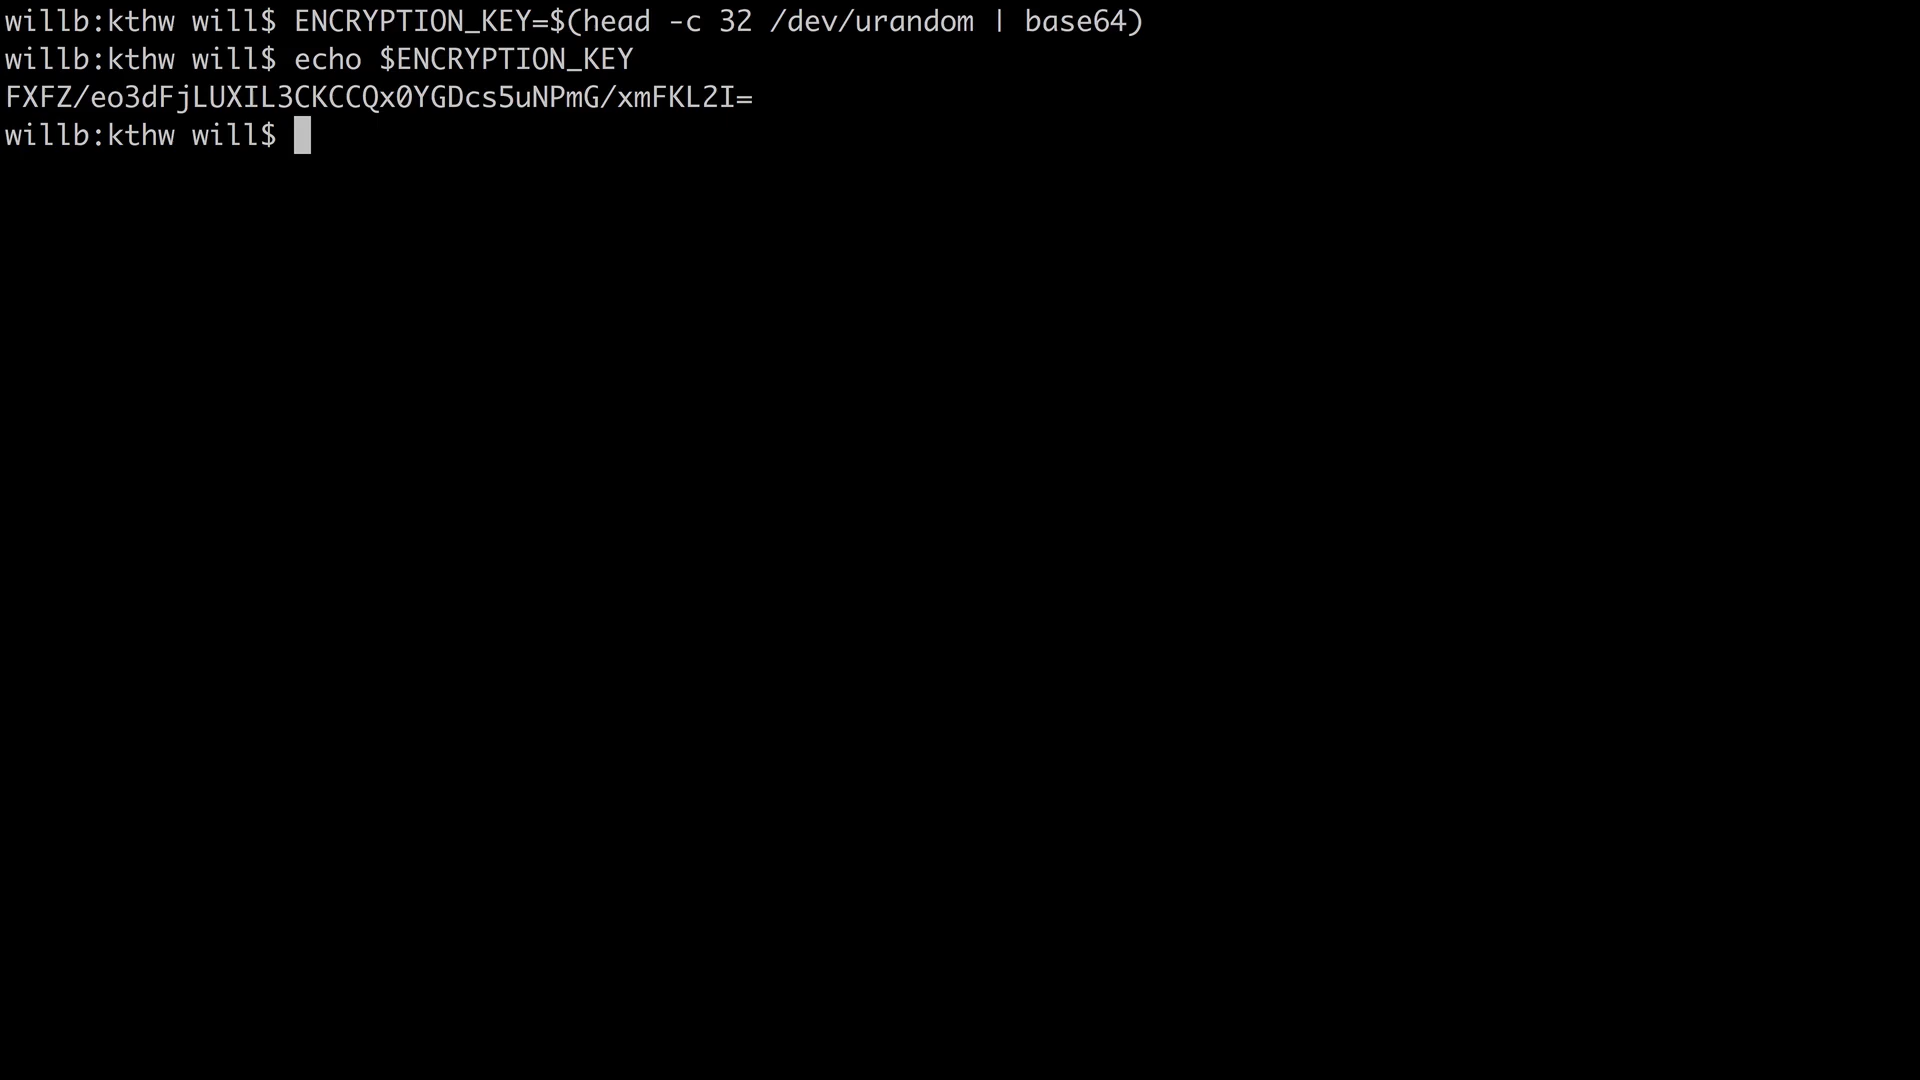 willb:kthw will$ ENCRYPTION_KEY=$(head -c 32 /dev/urandom | base64)
willb:kthw will$ echo $ENCRYPTION_KEY
FXFZ/eo3dFjLUXIL3CKCCQx0YGDcs5uNPmG/xmFKL2I=
willb:kthw will$